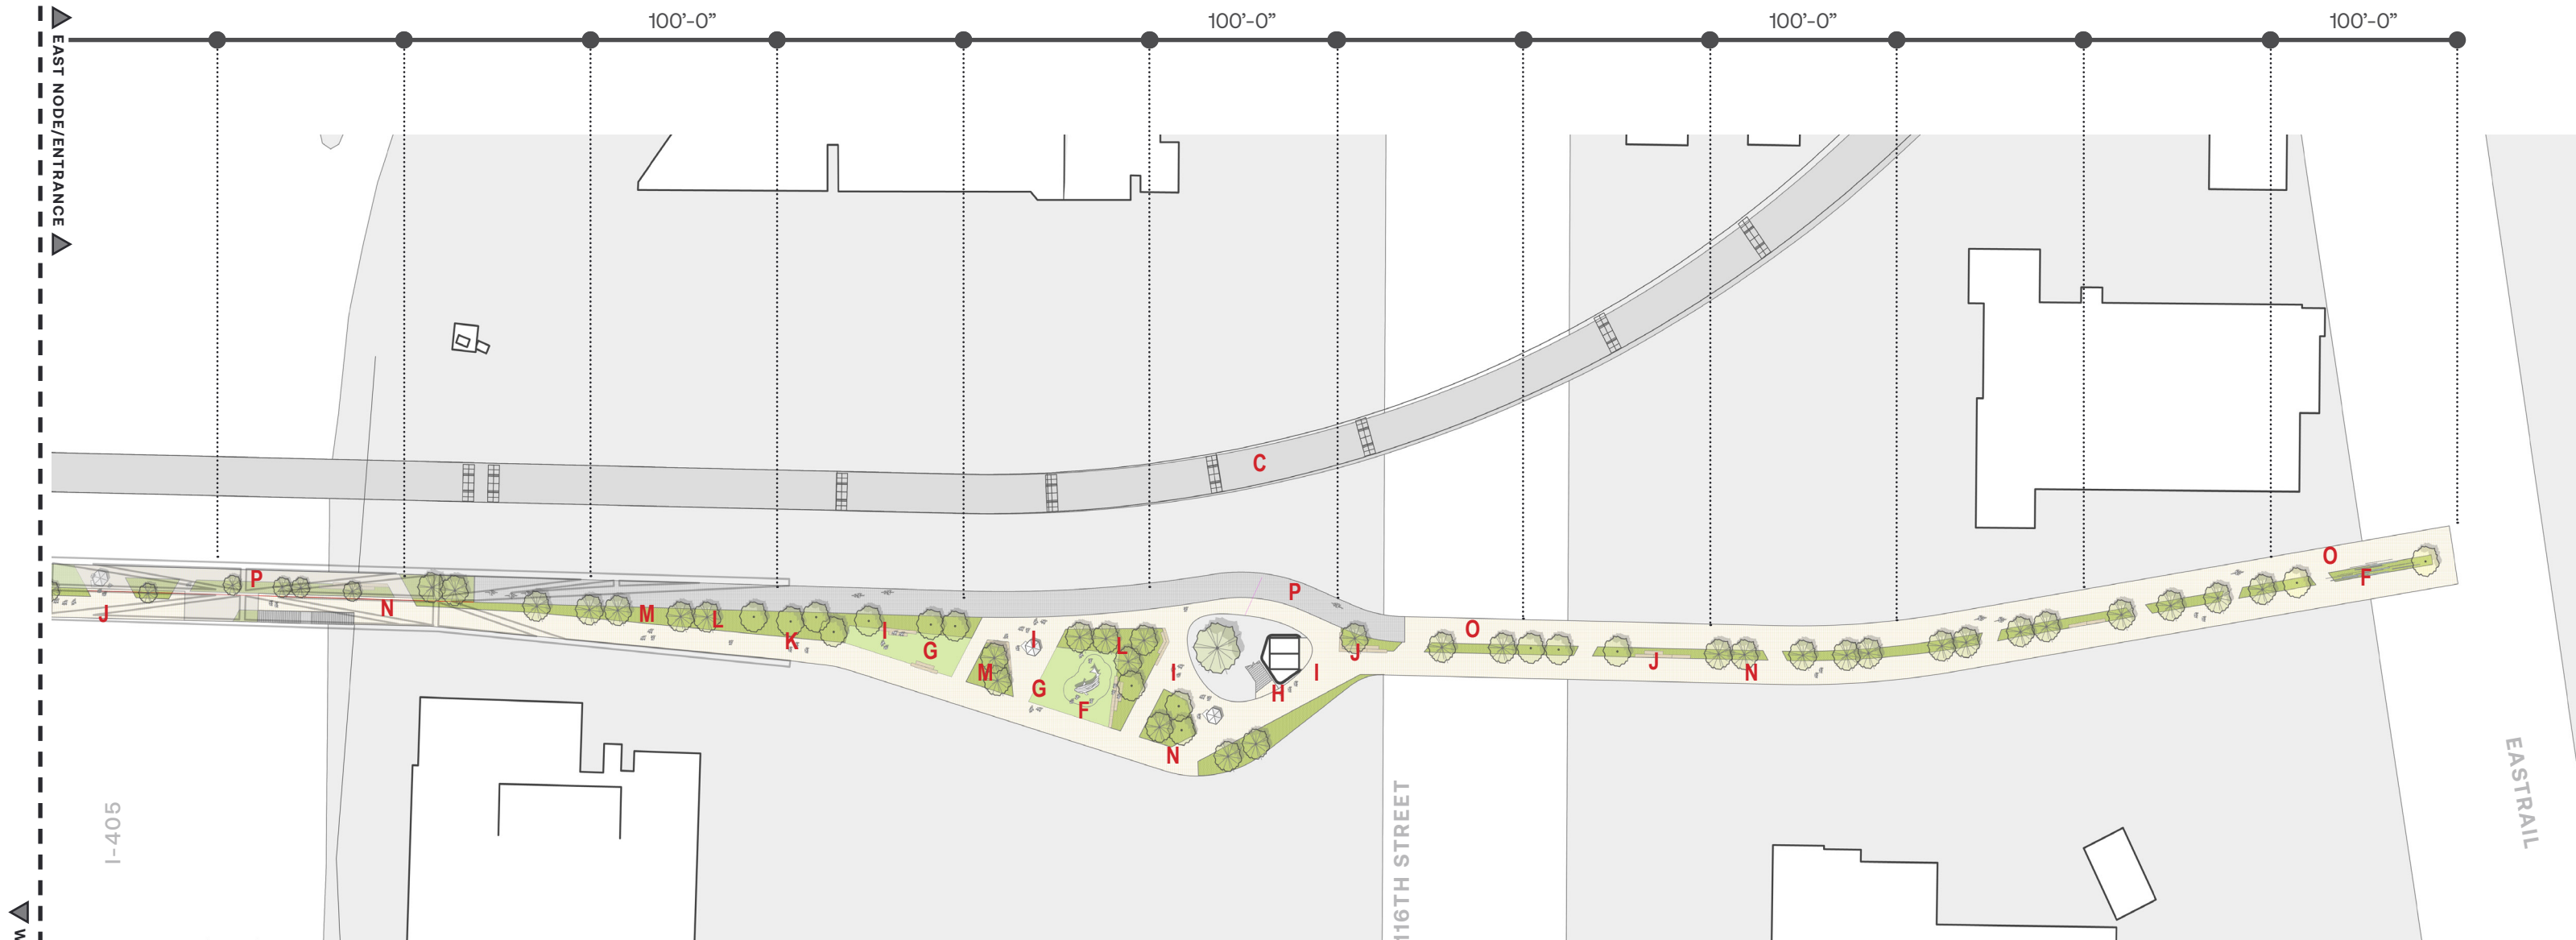 100'-0”
100'-0”
100'-0”
100'-0”
EAST NODE/ENTRANCE
C
P
P
O
O
F
J
N
M
L
I
I
L
K
G
M
G
I
I
J
J
N
H
F
N
I-405
116TH STREET
EASTRAIL